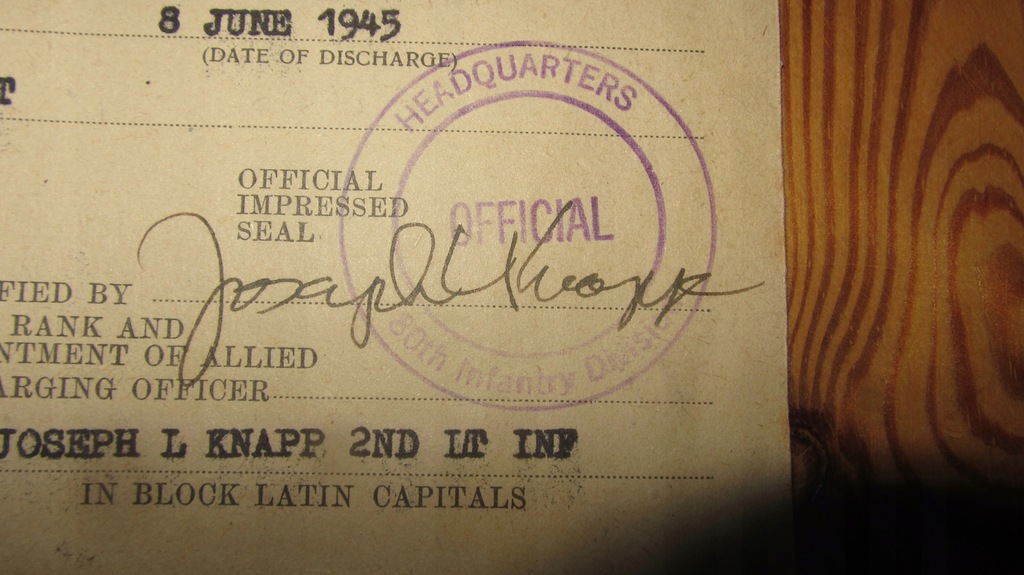 8 JUNE 1945
(DATE OF DISCHARGE)
T
HEADQUARTERS
OFFICIAL
80th Infantry Divisi
OFFICIAL
IMPRESSED
SEAL
FIED BY Joseph L Knapp
RANK AND
NTMENT OF ALLIED
ARGING OFFICER
JOSEPH L KNAPP 2ND LT INF
IN BLOCK LATIN CAPITALS